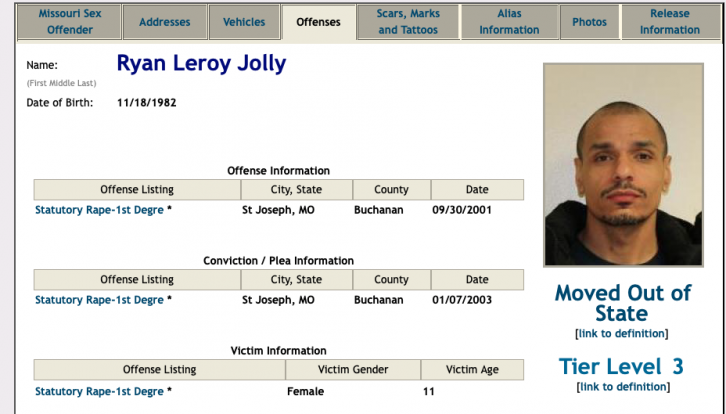 Missouri Sex Offender
Addresses
Vehicles
Offenses
Scars, Marks and Tattoos
Alias Information
Photos
Release Information
Name: Ryan Leroy Jolly
(First Middle Last)
Date of Birth: 11/18/1982
Offense Information
Offense Listing City, State County Date
Statutory Rape-1st Degre * St Joseph, MO Buchanan 09/30/2001
Conviction / Plea Information
Offense Listing City, State County Date
Statutory Rape-1st Degre * St Joseph, MO Buchanan 01/07/2003
Victim Information
Offense Listing Victim Gender Victim Age
Statutory Rape-1st Degre * Female 11
Moved Out of
State
[link to definition]
Tier Level 3
[link to definition]